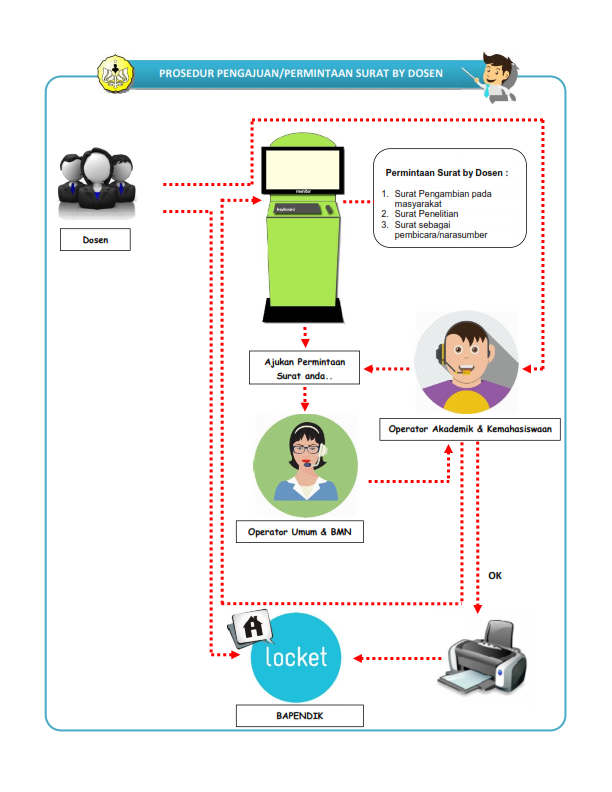 PROSEDUR PENGAJUAN/PERMINTAAN SURAT BY DOSEN
monitor
keyboard
Permintaan Surat by Dosen :
1. Surat Pengambian pada
masyarakat
2. Surat Penelitian
3. Surat sebagai
pembicara/narasumber
Dosen
Ajukan Permintaan
Surat anda..
Operator Akademik & Kemahasiswaan
Operator Umum & BMN
OK
locket
BAPENDIK